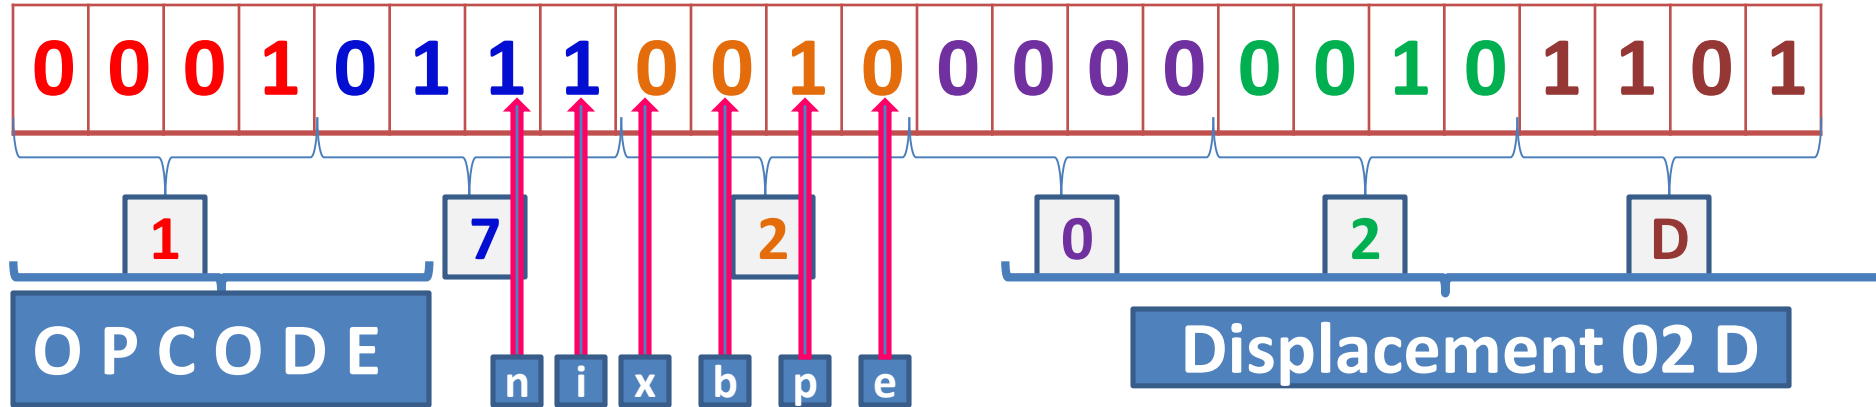 0 0 0 1 0 1 1 1 0 0 1 0 0 0 0 0 0 0 1 0 1 1 0 1
1 7 2 0 2 D
O P C O D E Displacement 02 D
n i x b p e